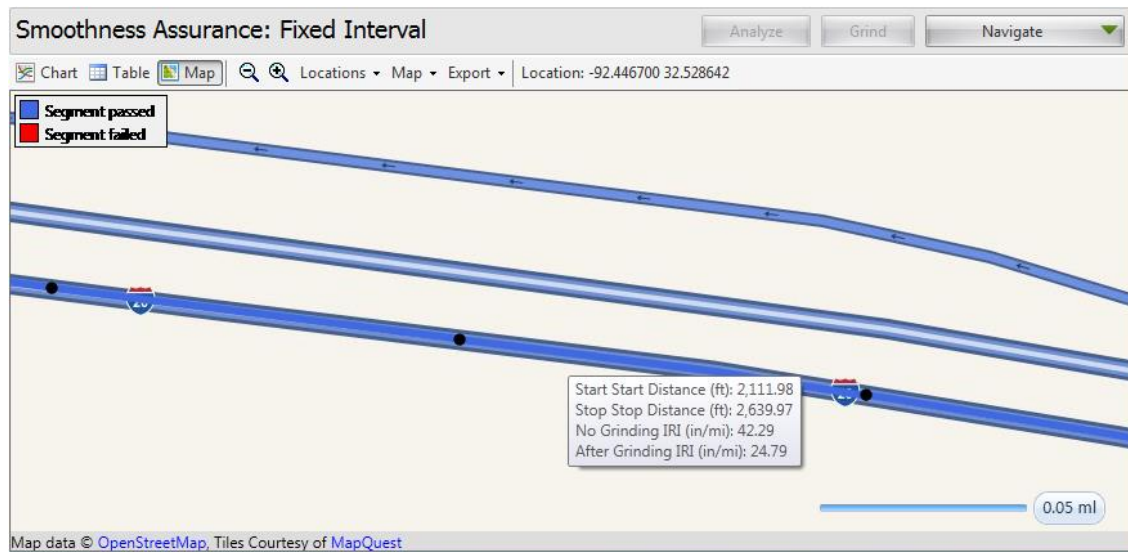 Smoothness Assurance: Fixed Interval
Analyze
Grind
Navigate
Chart Table Map Locations Map Export Location: -92.446700 32.528642
Segment passed
Segment failed
20
20
Start Start Distance (ft): 2,111.98
Stop Stop Distance (ft): 2,639.97
No Grinding IRI (in/mi): 42.29
After Grinding IRI (in/mi): 24.79
0.05 ml
Map data © OpenStreetMap, Tiles Courtesy of MapQuest